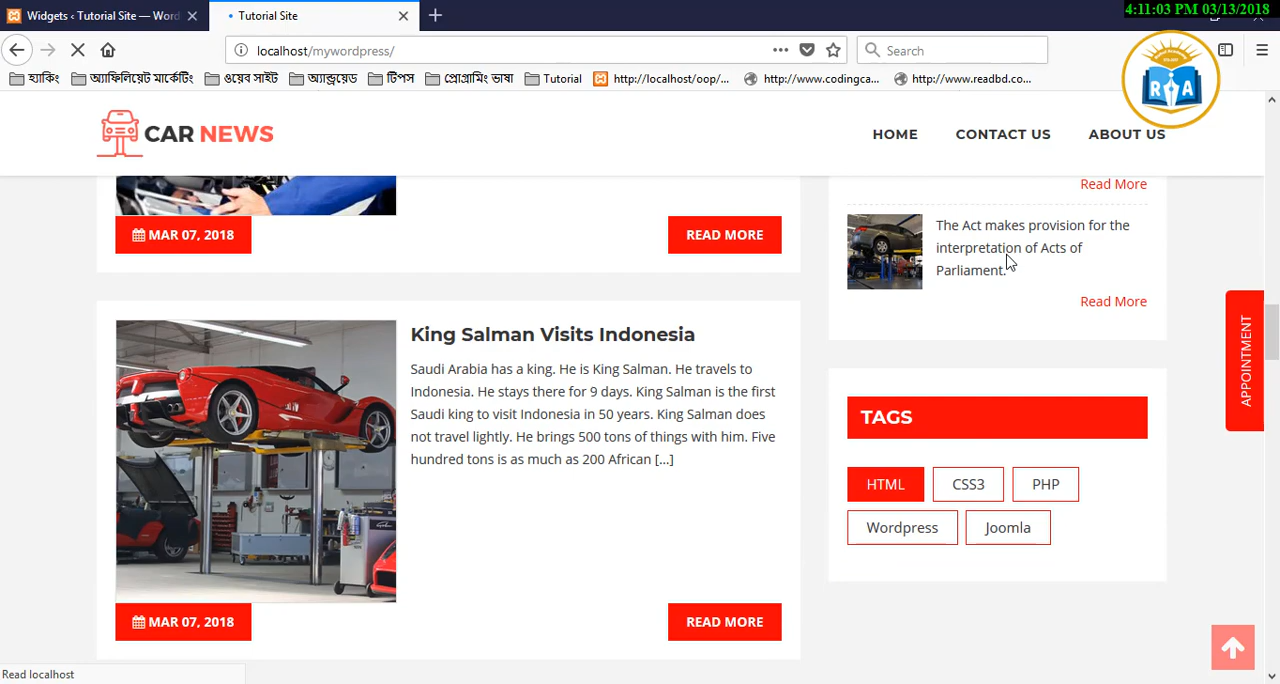 4:11:03 PM 03/13/2018
Widgets ‹ Tutorial Site — Word
Tutorial Site
localhost/mywordpress/
Search
হ্যাকিং
অ্যাফিলিয়েট মার্কেটিং
ওয়েব সাইট
অ্যান্ড্রয়েড
টিপস
প্রোগ্রামিং ভাষা
Tutorial
http://localhost/oop/...
http://www.codingca...
http://www.readbd.co...
R A
CAR NEWS
HOME
CONTACT US
ABOUT US
Read More
MAR 07, 2018
READ MORE
The Act makes provision for the
interpretation of Acts of
Parliament.
Read More
APPOINTMENT
King Salman Visits Indonesia
Saudi Arabia has a king. He is King Salman. He travels to
Indonesia. He stays there for 9 days. King Salman is the first
Saudi king to visit Indonesia in 50 years. King Salman does
not travel lightly. He brings 500 tons of things with him. Five
hundred tons is as much as 200 African [...]
MAR 07, 2018
READ MORE
TAGS
HTML
CSS3
PHP
Wordpress
Joomla
Read localhost